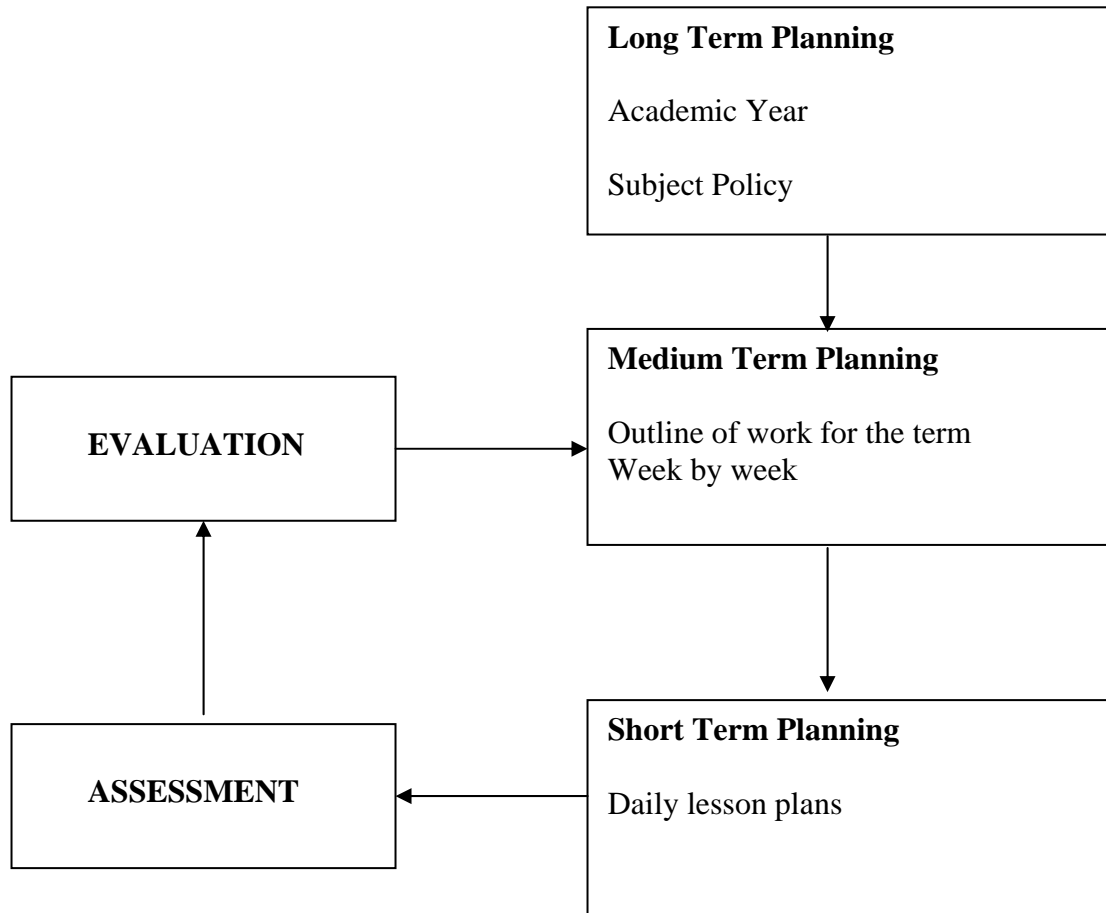 Long Term Planning
Academic Year
Subject Policy
Medium Term Planning
Outline of work for the term
Week by week
EVALUATION
Short Term Planning
Daily lesson plans
ASSESSMENT